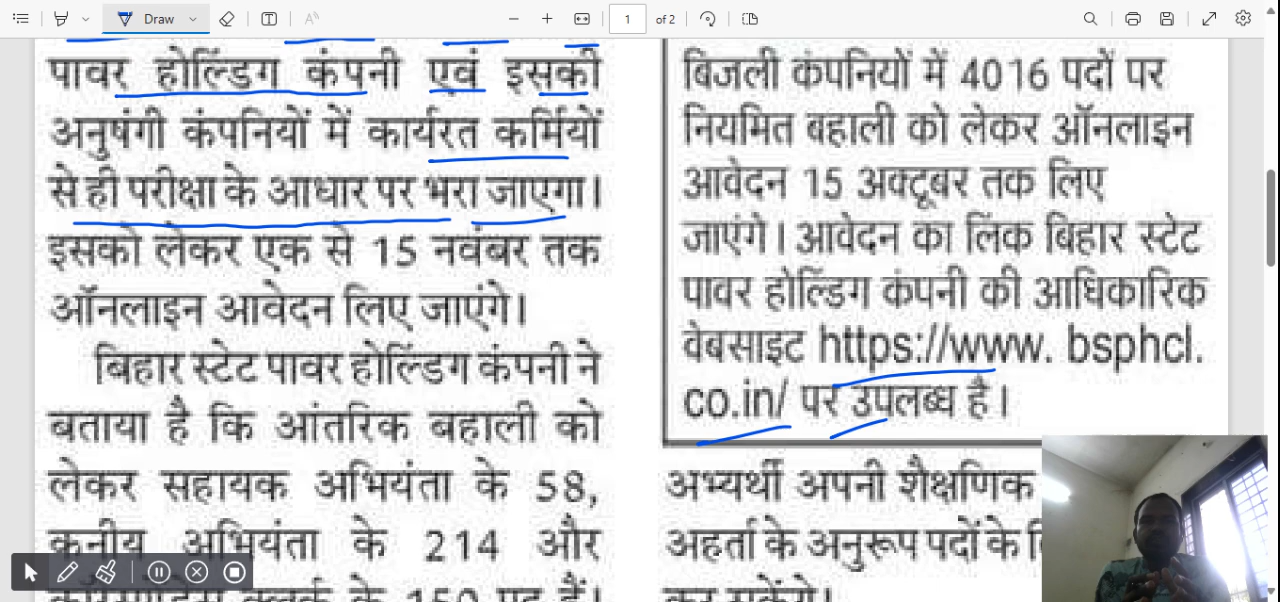 Draw
1
of 2
पावर होल्डिंग कंपनी एवं इसकी
अनुषंगी कंपनियों में कार्यरत कर्मियों
से ही परीक्षा के आधार पर भरा जाएगा।
इसको लेकर एक से 15 नवंबर तक
ऑनलाइन आवेदन लिए जाएंगे।
बिहार स्टेट पावर होल्डिंग कंपनी ने
बताया है कि आंतरिक बहाली को
लेकर सहायक अभियंता के 58,
कनीय अभियंता के 214 और
बिजली कंपनियों में 4016 पदों पर
नियमित बहाली को लेकर ऑनलाइन
आवेदन 15 अक्टूबर तक लिए
जाएंगे। आवेदन का लिंक बिहार स्टेट
पावर होल्डिंग कंपनी की आधिकारिक
वेबसाइट https://www. bsphcl.
co.in/ पर उपलब्ध है।
अभ्यर्थी अपनी शैक्षणिक
अहर्ता के अनुरूप पदों के